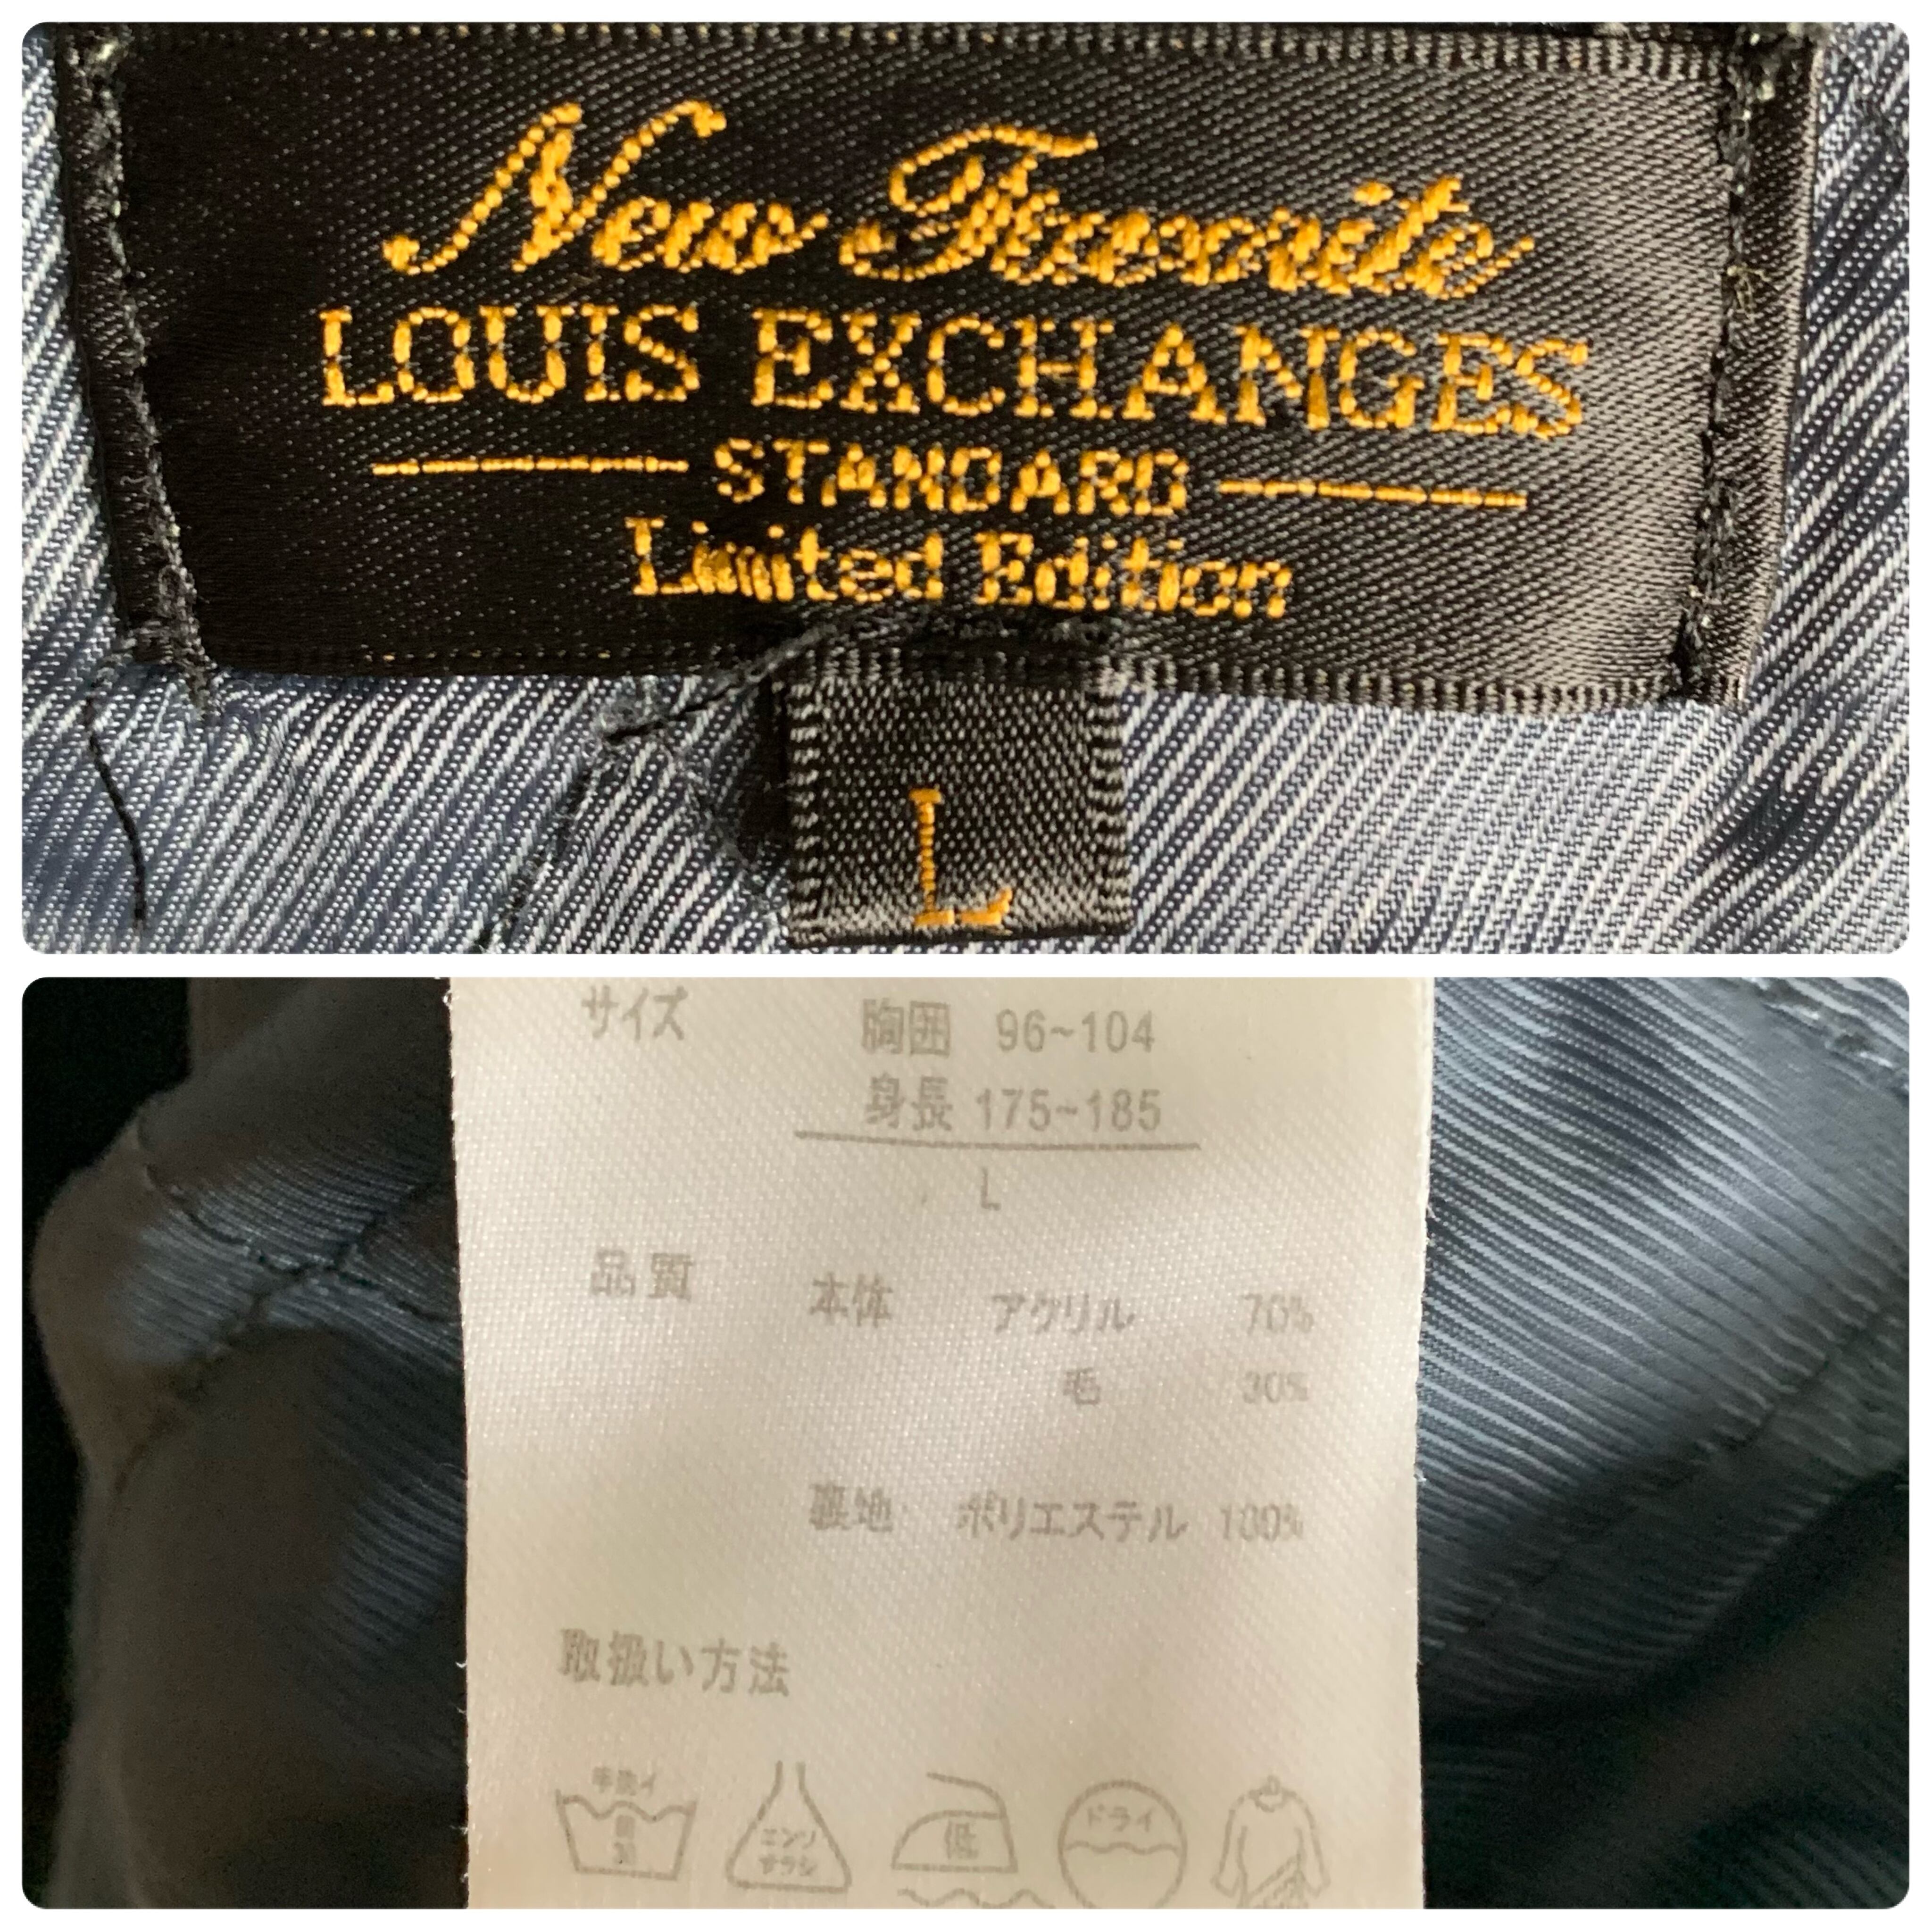 New Favorite
LOUIS EXCHANGES
STANDARD
Limited Edition
L
サイズ 胸囲 96~104
身長 175~185
L
品質 本体 アクリル 70%
毛 30%
裏地 ポリエステル 100%
取扱い方法
手洗イ エンソサラシ 低 ドライ